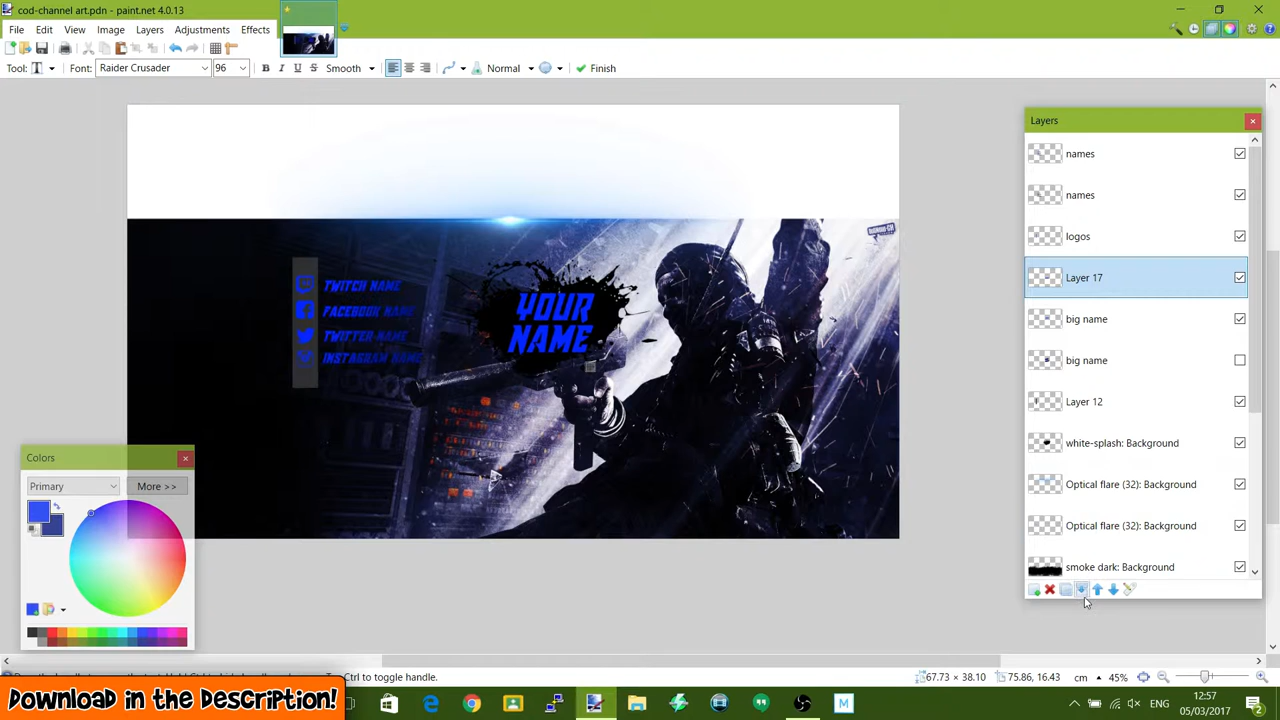 cod-channel art.pdn - paint.net 4.0.13
File Edit View Image Layers Adjustments Effects
Tool: T Font: Raider Crusader 96 B I U S Smooth Normal Finish
Layers
names
names
logos
Layer 17
big name
big name
Layer 12
white-splash: Background
Optical flare (32): Background
Optical flare (32): Background
smoke dark: Background
TWITCH NAME
FACEBOOK NAME
TWITTER NAME
INSTAGRAM NAME
YOUR
NAME
Colors
Primary More >>
To toggle handle.
67.73 × 38.10 75.86, 16.43 cm 45%
Download in the Description!
M
ENG
12:57
05/03/2017
2